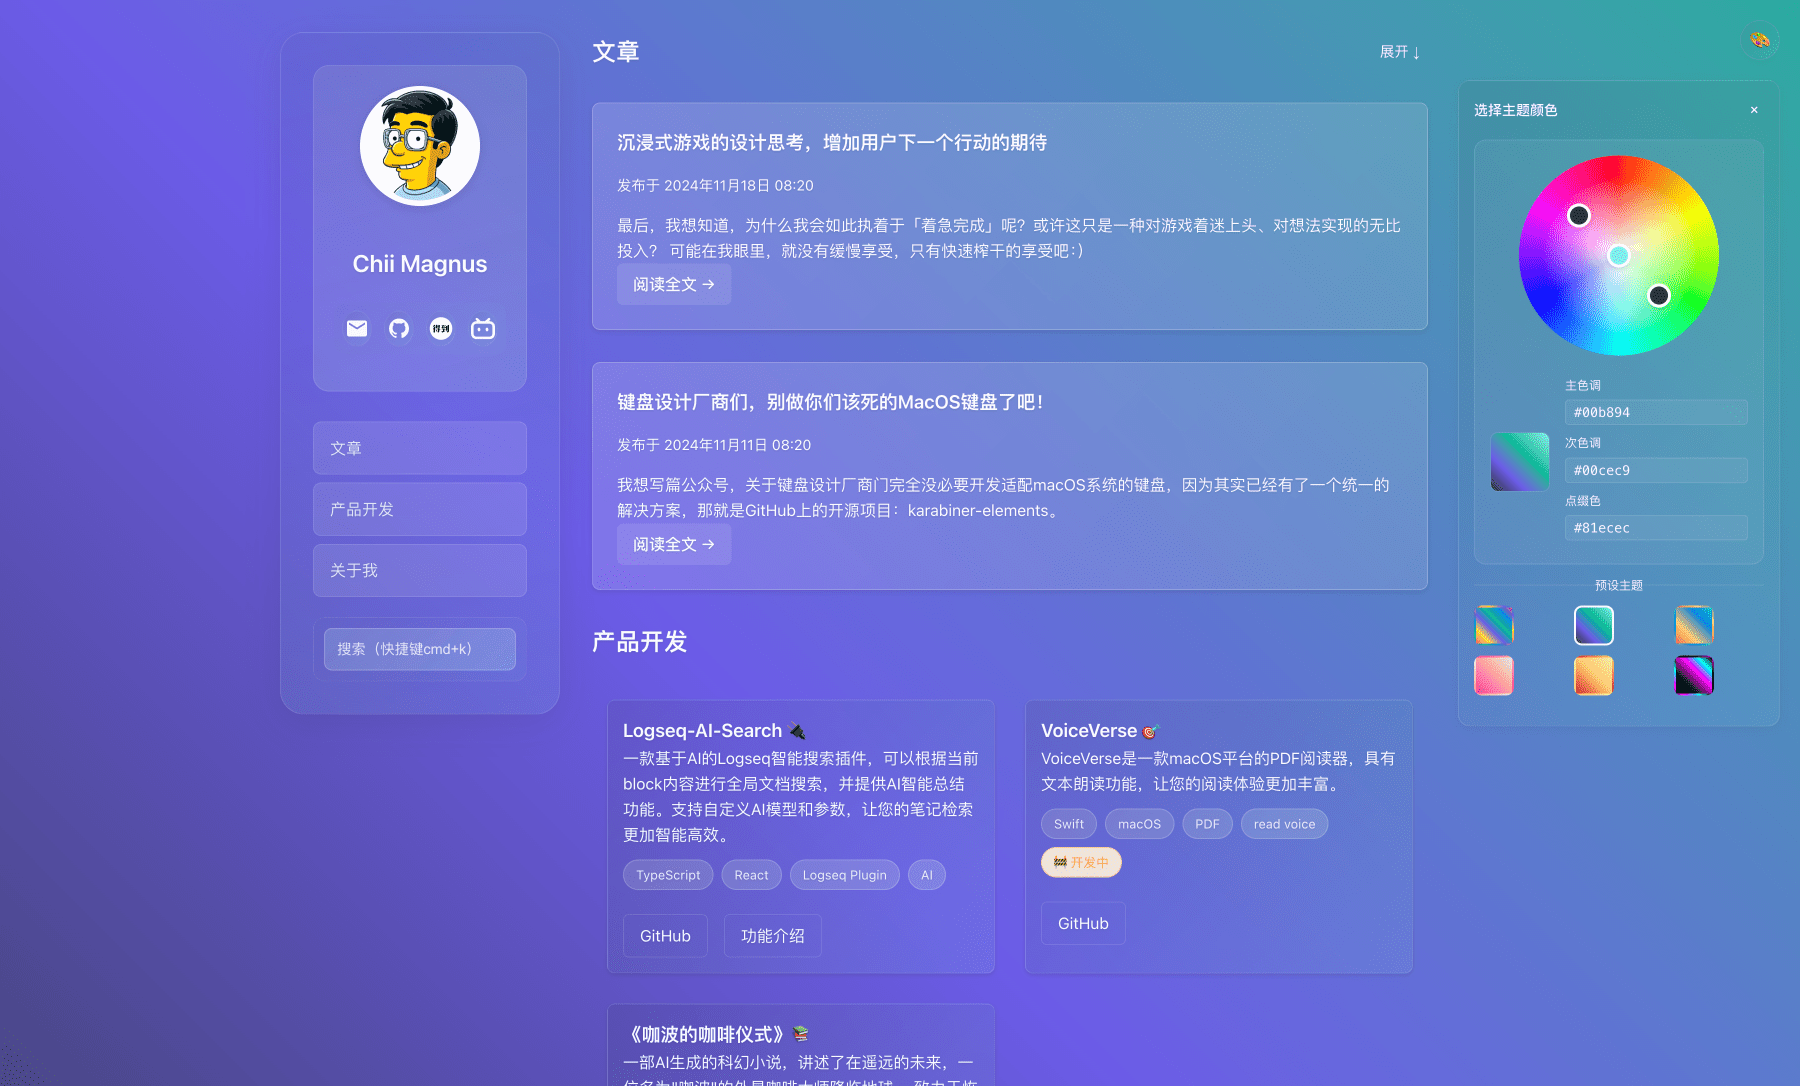 Chii Magnus
得到
文章
产品开发
关于我
搜索（快捷键cmd+k）
文章
展开 ↓
沉浸式游戏的设计思考，增加用户下一个行动的期待
发布于 2024年11月18日 08:20
最后，我想知道，为什么我会如此执着于「着急完成」呢？或许这只是一种对游戏着迷上头、对想法实现的无比
投入？ 可能在我眼里，就没有缓慢享受，只有快速榨干的享受吧:）
阅读全文 →
键盘设计厂商们，别做你们该死的MacOS键盘了吧！
发布于 2024年11月11日 08:20
我想写篇公众号，关于键盘设计厂商门完全没必要开发适配macOS系统的键盘，因为其实已经有了一个统一的
解决方案，那就是GitHub上的开源项目：karabiner-elements。
阅读全文 →
产品开发
Logseq-AI-Search
一款基于AI的Logseq智能搜索插件，可以根据当前
block内容进行全局文档搜索，并提供AI智能总结
功能。支持自定义AI模型和参数，让您的笔记检索
更加智能高效。
TypeScript React Logseq Plugin AI
GitHub 功能介绍
VoiceVerse
VoiceVerse是一款macOS平台的PDF阅读器，具有
文本朗读功能，让您的阅读体验更加丰富。
Swift macOS PDF read voice
🚧 开发中
GitHub
《咖波的咖啡仪式》
一部AI生成的科幻小说，讲述了在遥远的未来，一
选择主题颜色 ×
主色调
#00b894
次色调
#00cec9
点缀色
#81ecec
预设主题